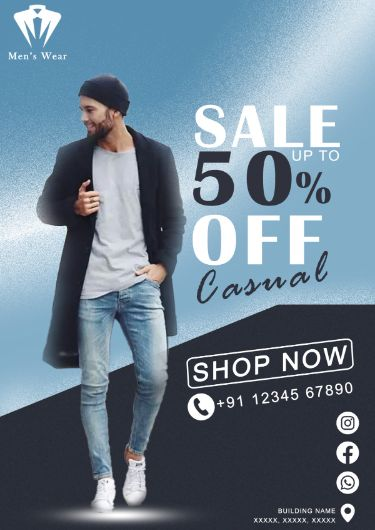 Men's Wear
SALE
UP TO
50%
OFF
Casual
SHOP NOW
+91 12345 67890
BUILDING NAME
XXXXX, XXXXX, XXXXX